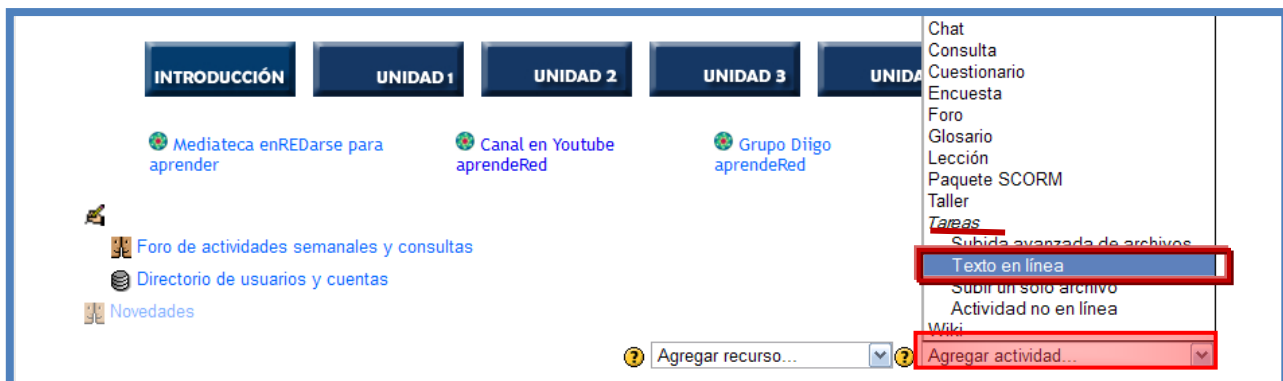 Chat
Consulta
Cuestionario
Encuesta
Foro
Glosario
Lección
Paquete SCORM
Taller
Tareas
Subida avanzada de archivos
Texto en línea
Subir un solo archivo
Actividad no en línea
Wiki
INTRODUCCIÓN
UNIDAD 1
UNIDAD 2
UNIDAD 3
UNIDA
Mediateca enREDarse para
aprender
Canal en Youtube
aprendeRed
Grupo Diigo
aprendeRed
Foro de actividades semanales y consultas
Directorio de usuarios y cuentas
Novedades
Agregar recurso...
Agregar actividad...